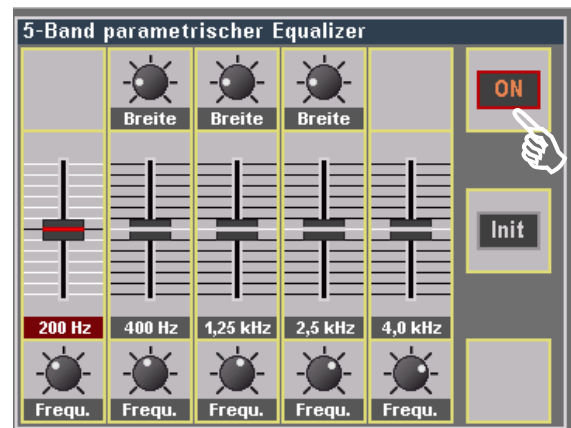 5-Band parametrischer Equalizer
Breite Breite Breite
ON
Init
200 Hz 400 Hz 1,25 kHz 2,5 kHz 4,0 kHz
Frequ. Frequ. Frequ. Frequ. Frequ.